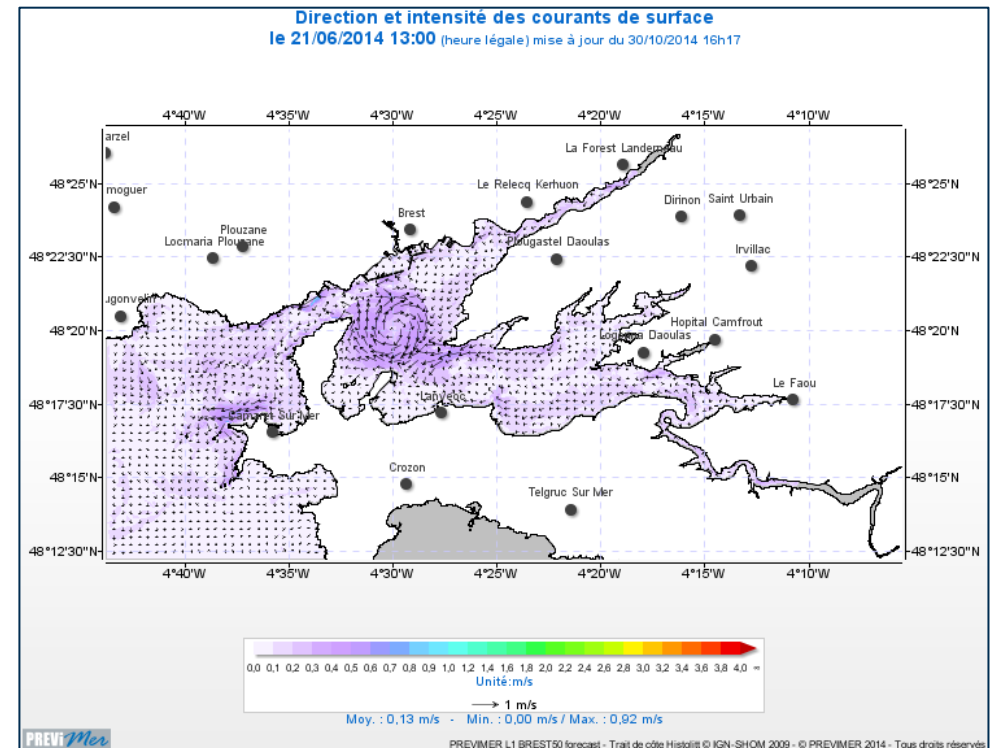 Direction et intensité des courants de surface
le 21/06/2014 13:00 (heure légale) mise à jour du 30/10/2014 16h17
4°40'W 4°35'W 4°30'W 4°25'W 4°20'W 4°15'W 4°10'W
arzel
La Forest Landerneau
48°25'N 48°25'N
moguer
Le Relecq Kerhuon
Dirinon
Saint Urbain
Brest
Plouzane
Locmaria Plouzane
Plougastel Daoulas
Irvillac
48°22'30"N 48°22'30"N
ugonvelin
48°20'N 48°20'N
Hopital Camfrout
Logonna Daoulas
Le Faou
Lanveoc
48°17'30"N 48°17'30"N
Camaret Sur Mer
Crozon
48°15'N 48°15'N
Telgruc Sur Mer
48°12'30"N 48°12'30"N
4°40'W 4°35'W 4°30'W 4°25'W 4°20'W 4°15'W 4°10'W
0,0 0,1 0,2 0,3 0,4 0,5 0,6 0,7 0,8 0,9 1,0 1,2 1,4 1,6 1,8 2,0 2,2 2,4 2,6 2,8 3,0 3,2 3,4 3,6 3,8 4,0 ∞
Unité:m/s
1 m/s
Moy. : 0,13 m/s - Min. : 0,00 m/s / Max. : 0,92 m/s
PREViMer
PREVIMER L1 BREST50 forecast - Trait de côte Histolitt © IGN-SHOM 2009 - © PREVIMER 2014 - Tous droits réservés